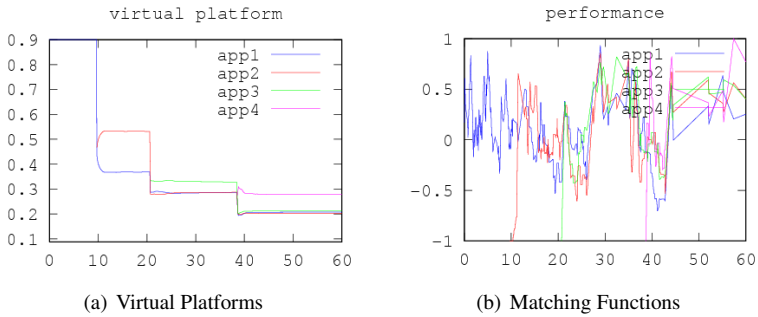 virtual platform
0.9
0.8
0.7
0.6
0.5
0.4
0.3
0.2
0.1
app1
app2
app3
app4
0 10 20 30 40 50 60
(a) Virtual Platforms
performance
1
0.5
0
-0.5
-1
app1
app2
app3
app4
0 10 20 30 40 50 60
(b) Matching Functions